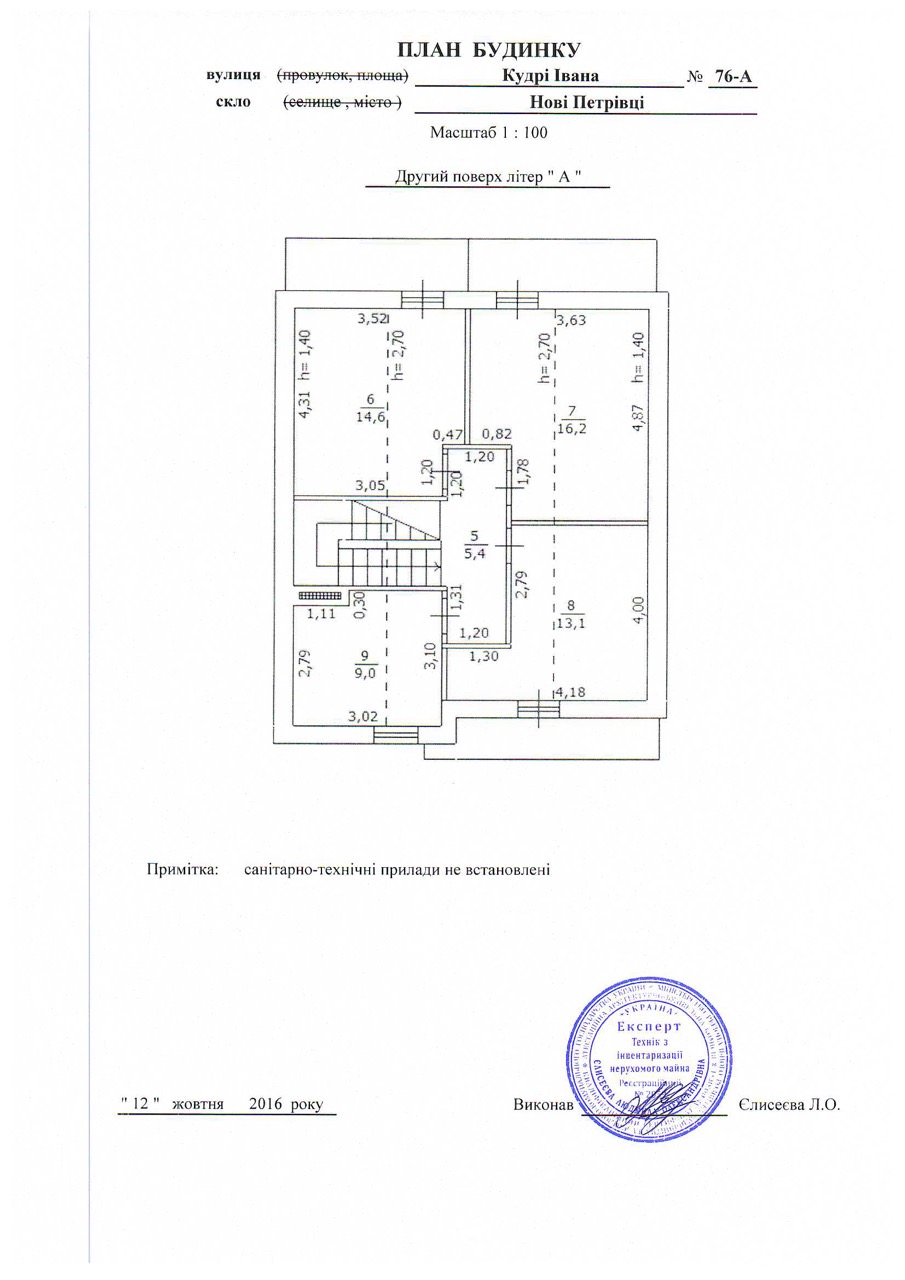 ПЛАН БУДИНКУ
вулиця (провулок, площа) Кудрі Івана № 76-А
скло (селище , місто ) Нові Петрівці
Масштаб 1 : 100
Другий поверх літер " А "
3,52 3,63
4,31 h= 1,40 h= 2,70 h= 2,70 h= 1,40 4,87
6
14,6
7
16,2
0,47 0,82
1,20
1,20 1,20 1,78
3,05
5
5,4
2,79
1,31
8
13,1
4,00
1,11 0,30
1,20
1,30
2,79
9
9,0
3,10
4,18
3,02
Примітка: санітарно-технічні прилади не встановлені
"УКРАЇНА"
Експерт
Технік з
інвентаризації
нерухомого майна
Реєстраційний
ЄЛИСЕЄВА ЛЮДМИЛА ОЛЕКСАНДРІВНА
" 12 " жовтня 2016 року Виконав Єлисеєва Л.О.